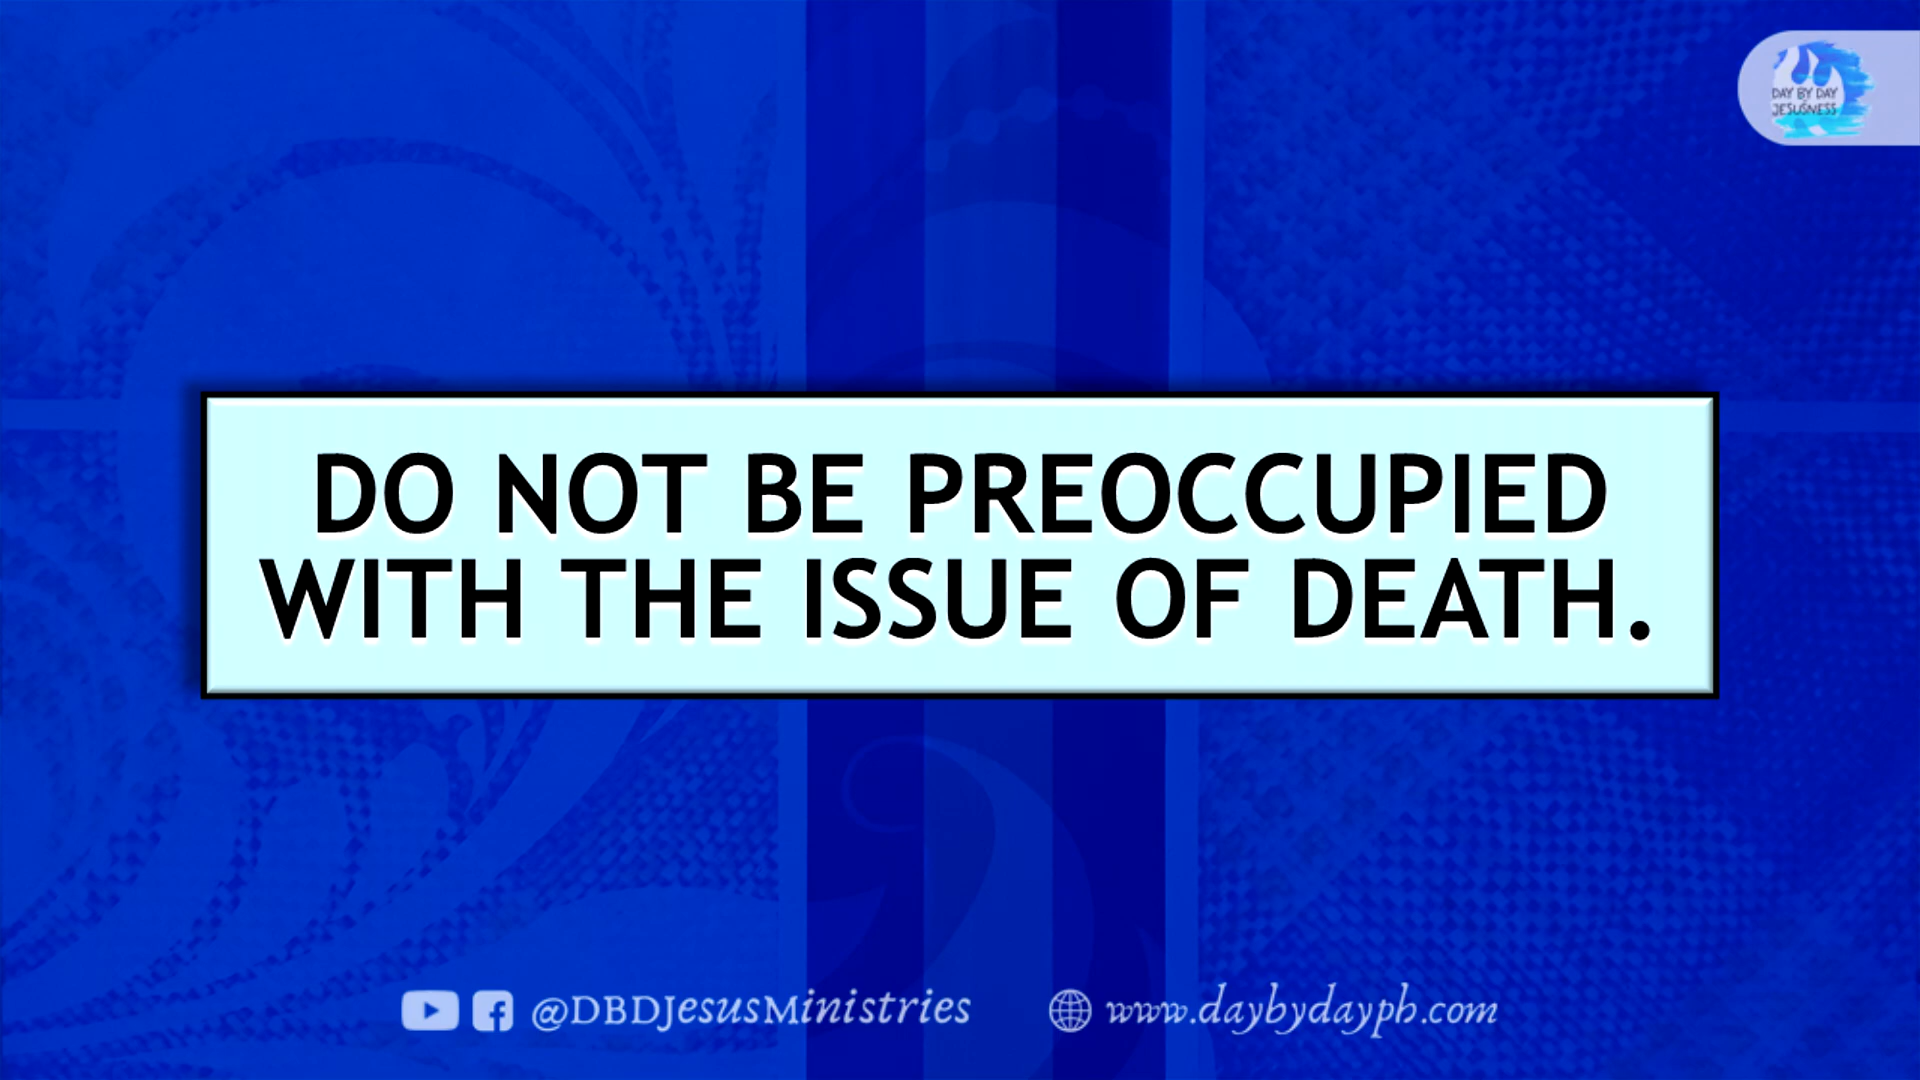 DAY BY DAY
JESUSNESS
DO NOT BE PREOCCUPIED
WITH THE ISSUE OF DEATH.
@DBDJesusMinistries
www.daybydayph.com